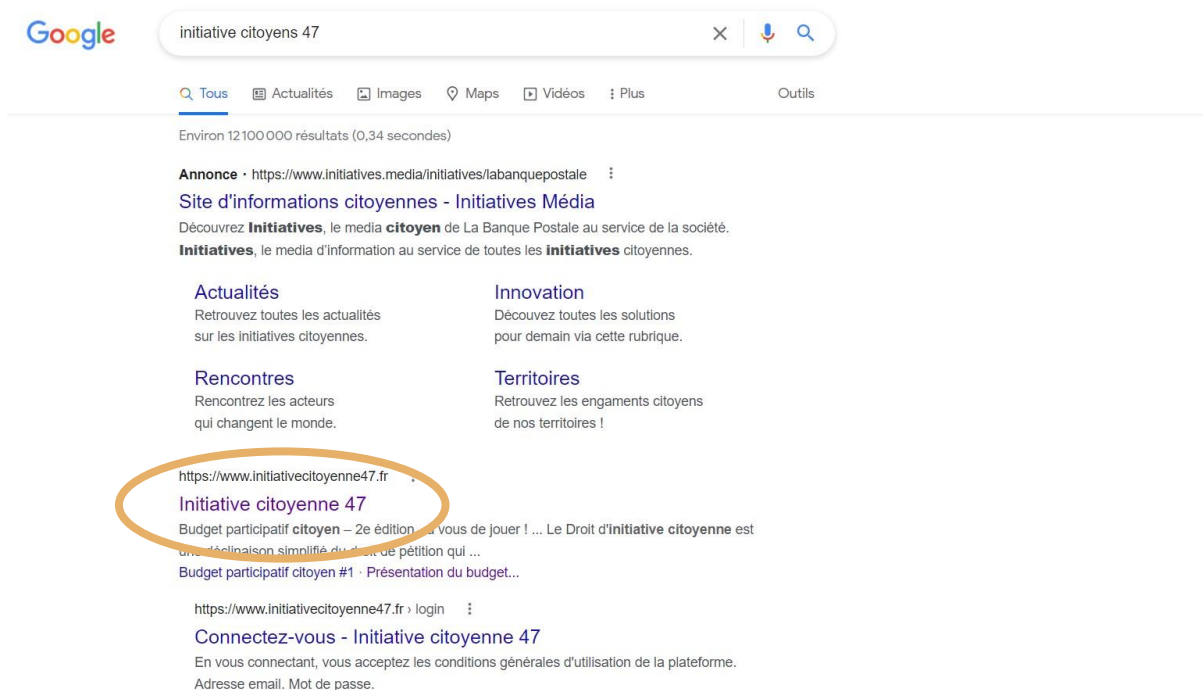 Google
initiative citoyens 47
Tous Actualités Images Maps Vidéos Plus Outils
Environ 12 100 000 résultats (0,34 secondes)
Annonce · https://www.initiatives.media/initiatives/labanquepostale
Site d'informations citoyennes - Initiatives Média
Découvrez Initiatives, le media citoyen de La Banque Postale au service de la société.
Initiatives, le media d'information au service de toutes les initiatives citoyennes.
Actualités
Retrouvez toutes les actualités
sur les initiatives citoyennes.
Innovation
Découvez toutes les solutions
pour demain via cette rubrique.
Rencontres
Rencontrez les acteurs
qui changent le monde.
Territoires
Retrouvez les engaments citoyens
de nos territoires !
https://www.initiativecitoyenne47.fr
Initiative citoyenne 47
Budget participatif citoyen – 2e édition vous de jouer ! ... Le Droit d'initiative citoyenne est
une déclinaison simplifié du droit de pétition qui ...
Budget participatif citoyen #1 · Présentation du budget...
https://www.initiativecitoyenne47.fr › login
Connectez-vous - Initiative citoyenne 47
En vous connectant, vous acceptez les conditions générales d'utilisation de la plateforme.
Adresse email. Mot de passe.